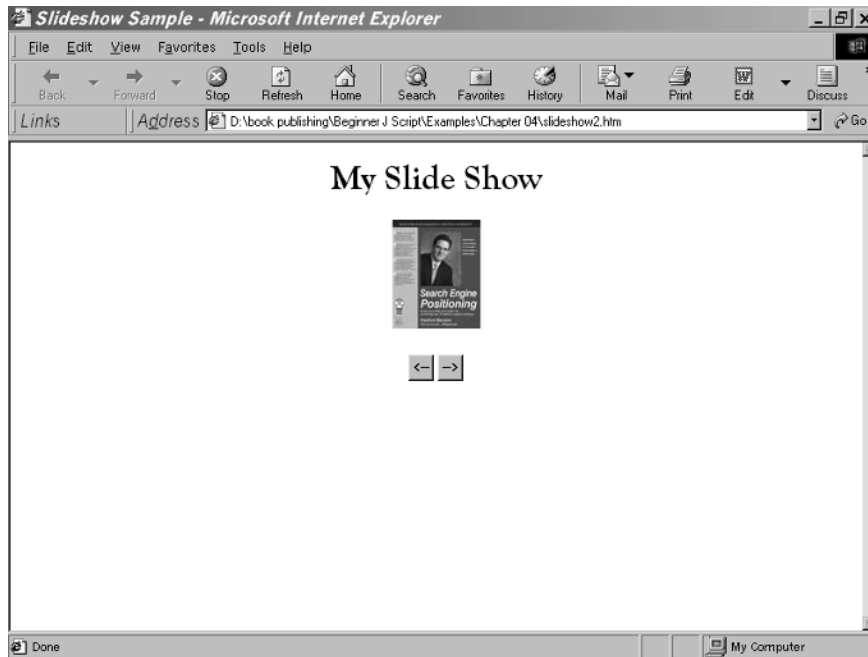 Slideshow Sample - Microsoft Internet Explorer
File Edit View Favorites Tools Help
Back Forward Stop Refresh Home Search Favorites History Mail Print Edit Discuss
Links Address D:\book publishing\Beginner J Script\Examples\Chapter 04\slideshow2.htm Go
My Slide Show
Search Engine
Positioning
<-- -->
Done My Computer